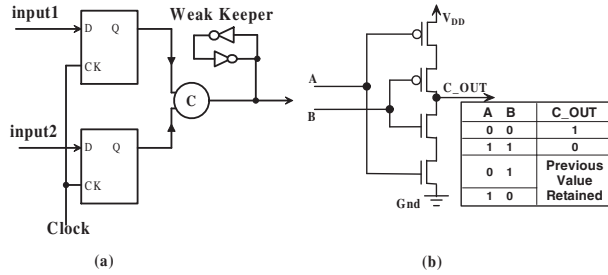 input1
Weak Keeper
D Q
CK
C
input2
D Q
CK
Clock
(a)
VDD
A
B
C_OUT
Gnd
A B C_OUT
0 0 1
1 1 0
0 1 Previous
Value
1 0 Retained
(b)